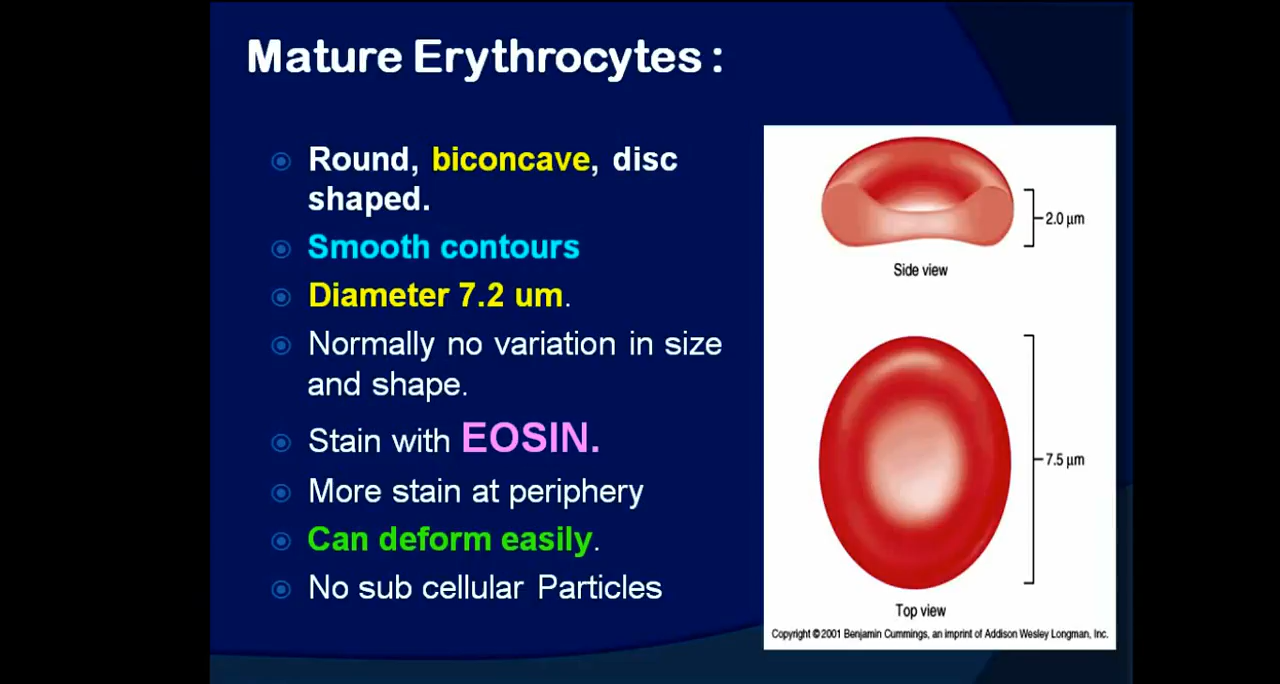 Mature Erythrocytes :
Round, biconcave, disc
shaped.
Smooth contours
Diameter 7.2 um.
Normally no variation in size
and shape.
Stain with EOSIN.
More stain at periphery
Can deform easily.
No sub cellular Particles
2.0 µm
Side view
7.5 µm
Top view
Copyright ©2001 Benjamin Cummings, an imprint of Addison Wesley Longman, Inc.